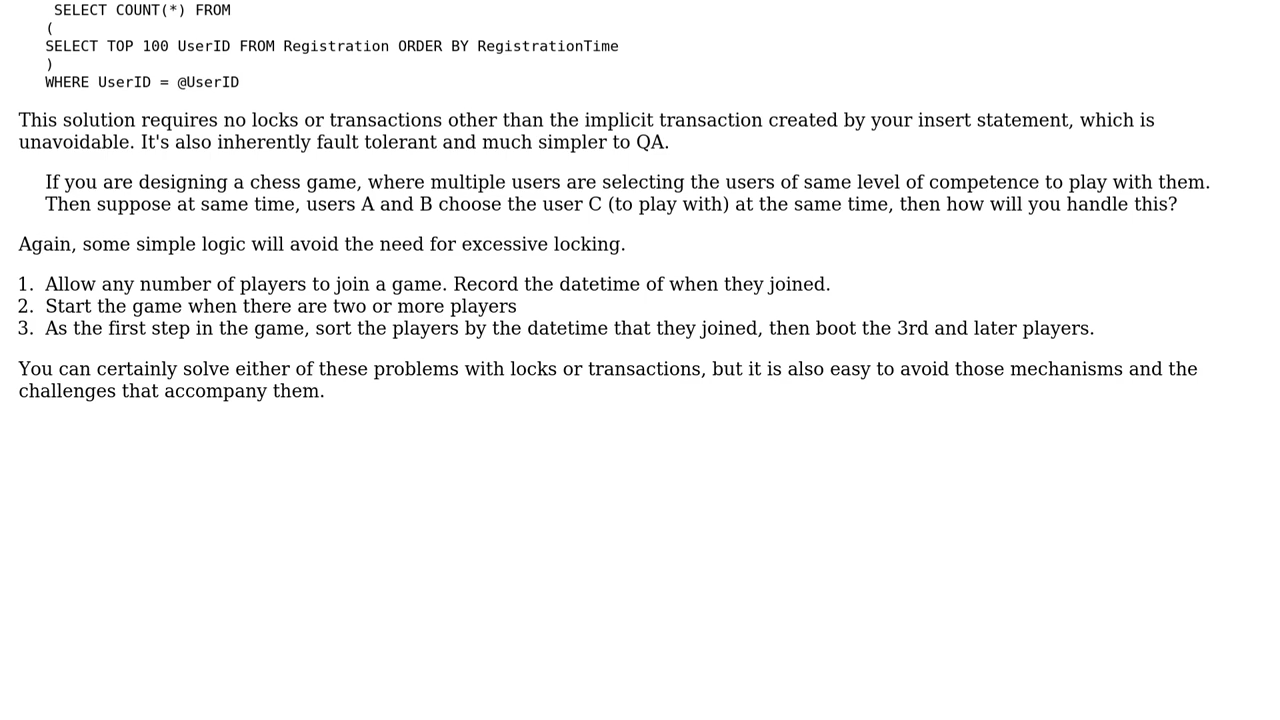 SELECT COUNT(*) FROM
(
SELECT TOP 100 UserID FROM Registration ORDER BY RegistrationTime
)
WHERE UserID = @UserID
This solution requires no locks or transactions other than the implicit transaction created by your insert statement, which is
unavoidable. It's also inherently fault tolerant and much simpler to QA.
If you are designing a chess game, where multiple users are selecting the users of same level of competence to play with them.
Then suppose at same time, users A and B choose the user C (to play with) at the same time, then how will you handle this?
Again, some simple logic will avoid the need for excessive locking.
1. Allow any number of players to join a game. Record the datetime of when they joined.
2. Start the game when there are two or more players
3. As the first step in the game, sort the players by the datetime that they joined, then boot the 3rd and later players.
You can certainly solve either of these problems with locks or transactions, but it is also easy to avoid those mechanisms and the
challenges that accompany them.